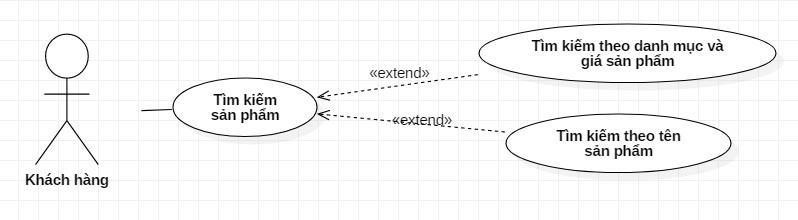 Tìm kiếm theo danh mục và
giá sản phẩm
«extend»
Tìm kiếm
sản phẩm
«extend»
Tìm kiếm theo tên
sản phẩm
Khách hàng